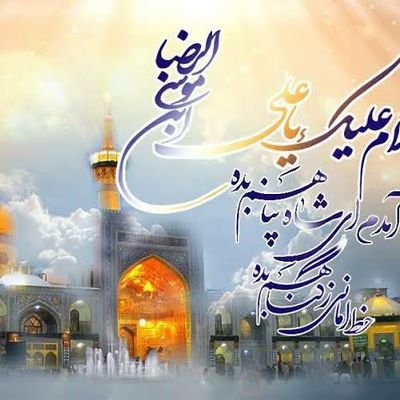 لام علیک یا علی ابن موسی الرضا
آمدم ای شاه پناهم بده
خط امانی ز گناهم بده